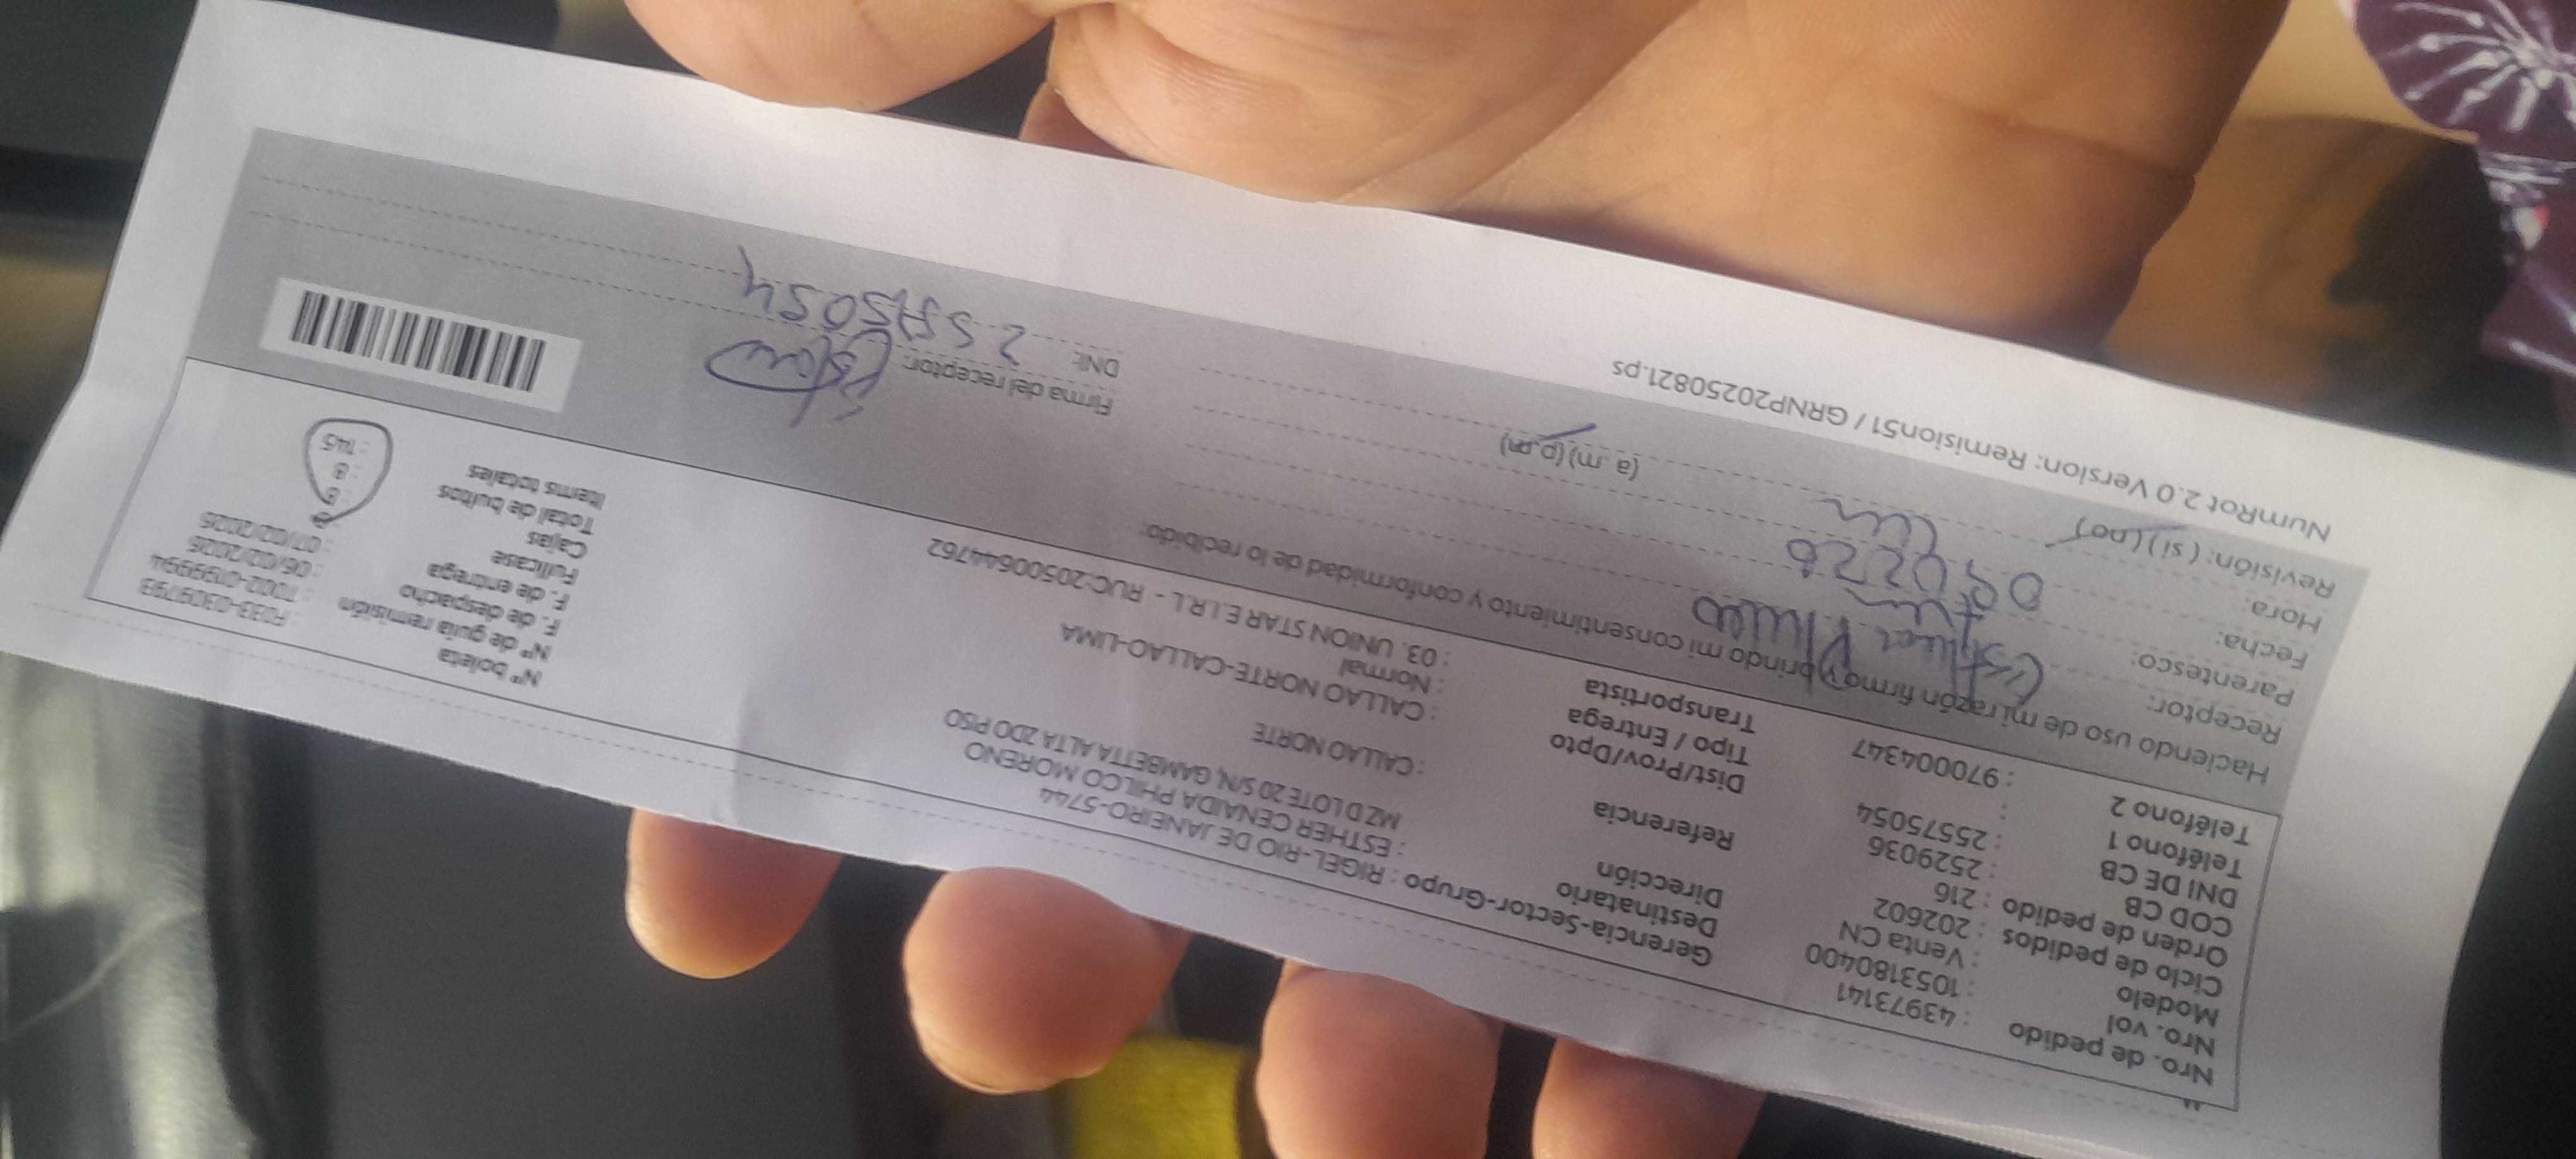 Nro. de pedido : 43973141
Nro. vol : 1053180400
Modelo : Venta CN
Ciclo de pedidos : 202602
Orden de pedido : 216
COD CB : 2529036
DNI DE CB : 25575054
Teléfono 1 :
Teléfono 2 : 970004347
Gerencia-Sector-Grupo : RIGEL-RIO DE JANEIRO-5744
Destinatario : ESTHER CENAIDA PHILCO MORENO
Dirección MZ D LOTE 20 S/N, GAMBETTA ALTA 2DO PISO
Referencia : CALLAO NORTE
Dist/Prov/Dpto : CALLAO NORTE-CALLAO-LIMA
Tipo / Entrega : Normal
Transportista : 03. UNION STAR E.I.R.L - RUC:20500644762
Nº boleta : F033-0309793
Nº de guía remisión : T002-0119994
F. de despacho : 06/02/2026
F. de entrega : 07/02/2026
Fullcase
Cajas : 8
Total de bultos : 8
Items totales : 145
Haciendo uso de mi razón firmo y brindo mi consentimiento y conformidad de lo recibido:
Receptor:
Parentesco:
Fecha:
Hora: (a.m) (p.m)
Revisión: (si) (no)
Firma del receptor:
DNI:
NumRot 2.0 Version: Remision51 / GRNP20250821.ps